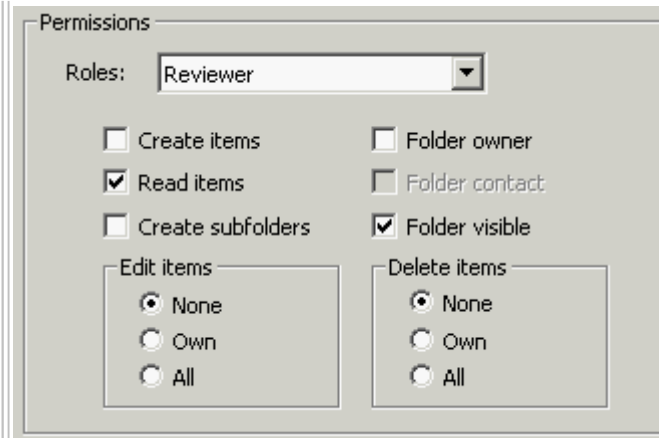 Permissions
Roles: Reviewer
Create items Folder owner
Read items Folder contact
Create subfolders Folder visible
Edit items Delete items
None None
Own Own
All All